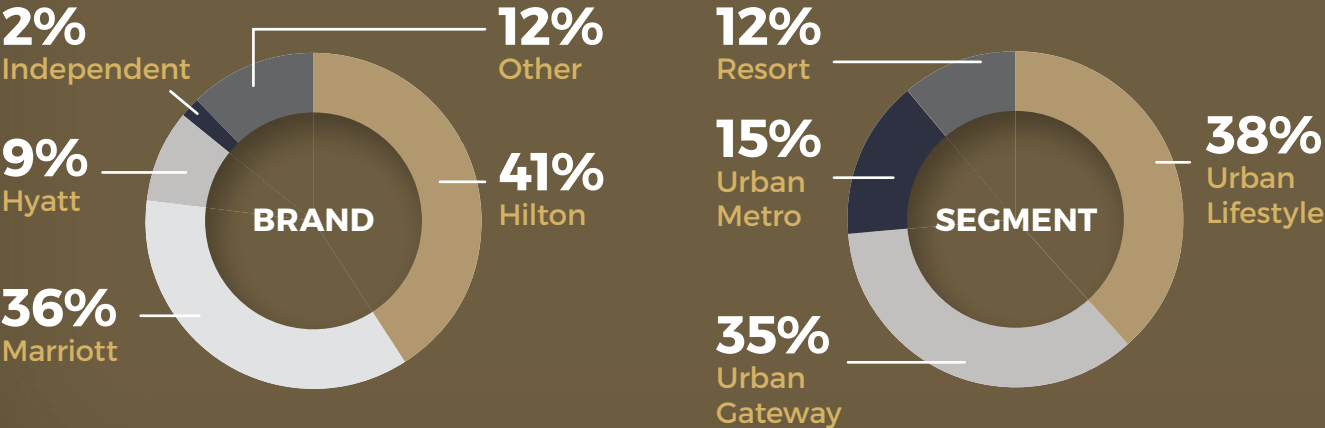 2%
Independent
12%
Other
9%
Hyatt
41%
Hilton
BRAND
36%
Marriott
12%
Resort
15%
Urban
Metro
38%
Urban
Lifestyle
SEGMENT
35%
Urban
Gateway